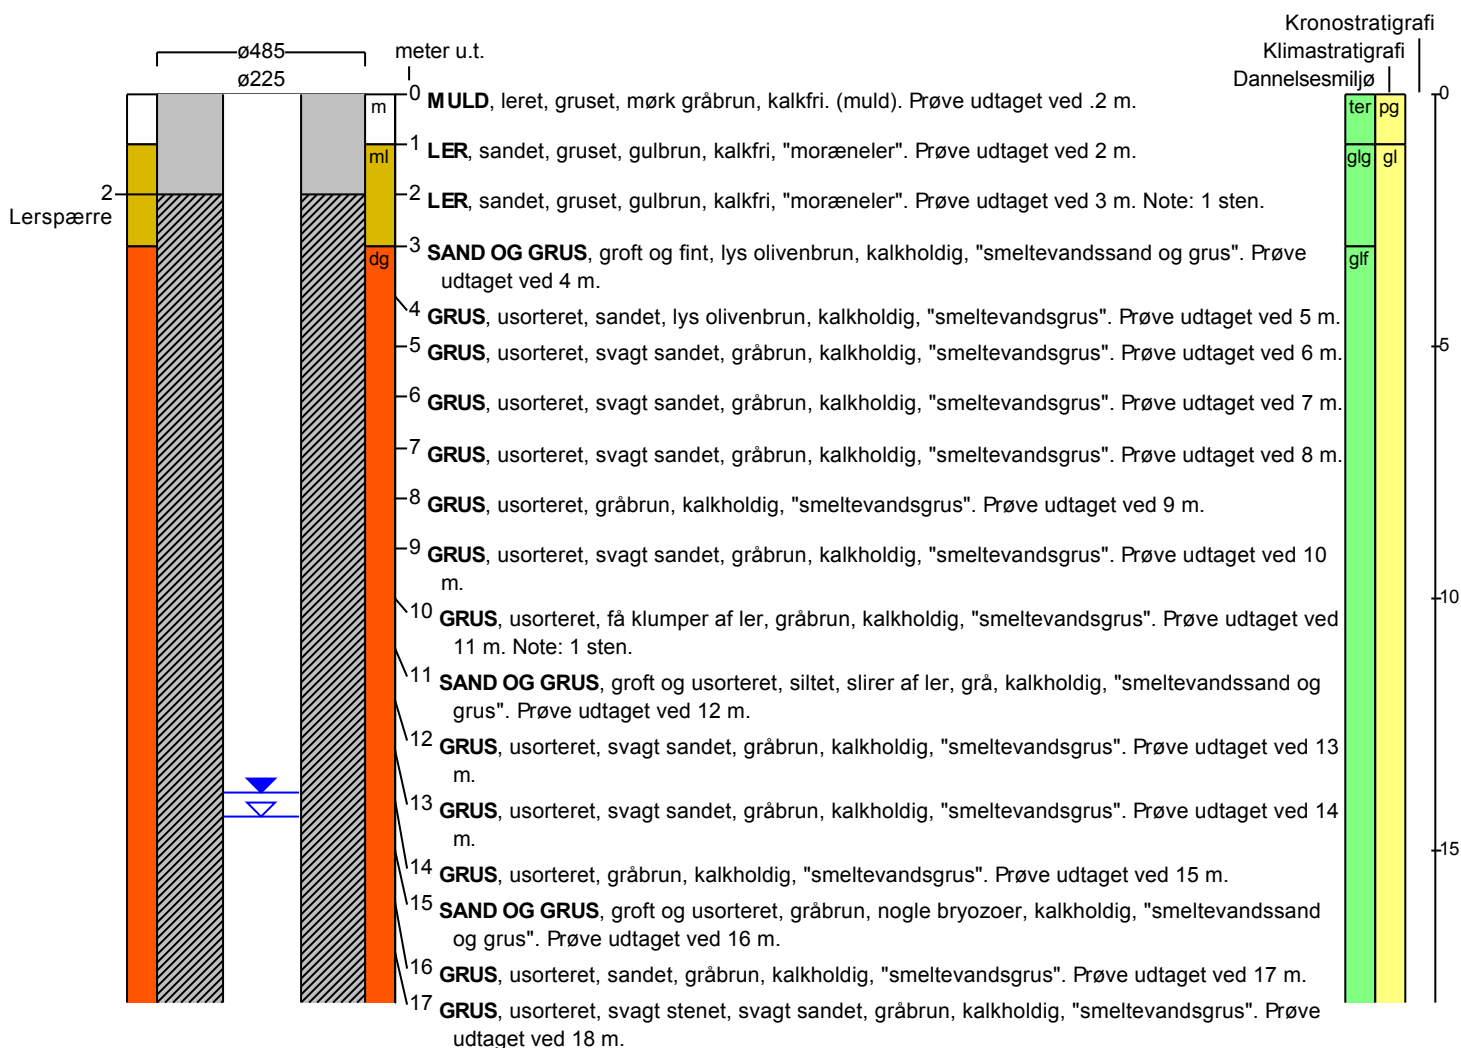 Kronostratigrafi
ø485 meter u.t. Klimastratigrafi
ø225 Dannelsesmiljø
m 0 MULD, leret, gruset, mørk gråbrun, kalkfri. (muld). Prøve udtaget ved .2 m. ter pg 0
ml 1 LER, sandet, gruset, gulbrun, kalkfri, "moræneler". Prøve udtaget ved 2 m. glg gl
2 2 LER, sandet, gruset, gulbrun, kalkfri, "moræneler". Prøve udtaget ved 3 m. Note: 1 sten.
Lerspærre
dg 3 SAND OG GRUS, groft og fint, lys olivenbrun, kalkholdig, "smeltevandssand og grus". Prøve glf
udtaget ved 4 m.
4 GRUS, usorteret, sandet, lys olivenbrun, kalkholdig, "smeltevandsgrus". Prøve udtaget ved 5 m.
5 GRUS, usorteret, svagt sandet, gråbrun, kalkholdig, "smeltevandsgrus". Prøve udtaget ved 6 m. 5
6 GRUS, usorteret, svagt sandet, gråbrun, kalkholdig, "smeltevandsgrus". Prøve udtaget ved 7 m.
7 GRUS, usorteret, svagt sandet, gråbrun, kalkholdig, "smeltevandsgrus". Prøve udtaget ved 8 m.
8 GRUS, usorteret, gråbrun, kalkholdig, "smeltevandsgrus". Prøve udtaget ved 9 m.
9 GRUS, usorteret, svagt sandet, gråbrun, kalkholdig, "smeltevandsgrus". Prøve udtaget ved 10
m.
10 GRUS, usorteret, få klumper af ler, gråbrun, kalkholdig, "smeltevandsgrus". Prøve udtaget ved 10
11 m. Note: 1 sten.
11 SAND OG GRUS, groft og usorteret, siltet, slirer af ler, grå, kalkholdig, "smeltevandssand og
grus". Prøve udtaget ved 12 m.
12 GRUS, usorteret, svagt sandet, gråbrun, kalkholdig, "smeltevandsgrus". Prøve udtaget ved 13
m.
13 GRUS, usorteret, svagt sandet, gråbrun, kalkholdig, "smeltevandsgrus". Prøve udtaget ved 14
m. 15
14 GRUS, usorteret, gråbrun, kalkholdig, "smeltevandsgrus". Prøve udtaget ved 15 m.
15 SAND OG GRUS, groft og usorteret, gråbrun, nogle bryozoer, kalkholdig, "smeltevandssand
og grus". Prøve udtaget ved 16 m.
16 GRUS, usorteret, sandet, gråbrun, kalkholdig, "smeltevandsgrus". Prøve udtaget ved 17 m.
17 GRUS, usorteret, svagt stenet, svagt sandet, gråbrun, kalkholdig, "smeltevandsgrus". Prøve
udtaget ved 18 m.